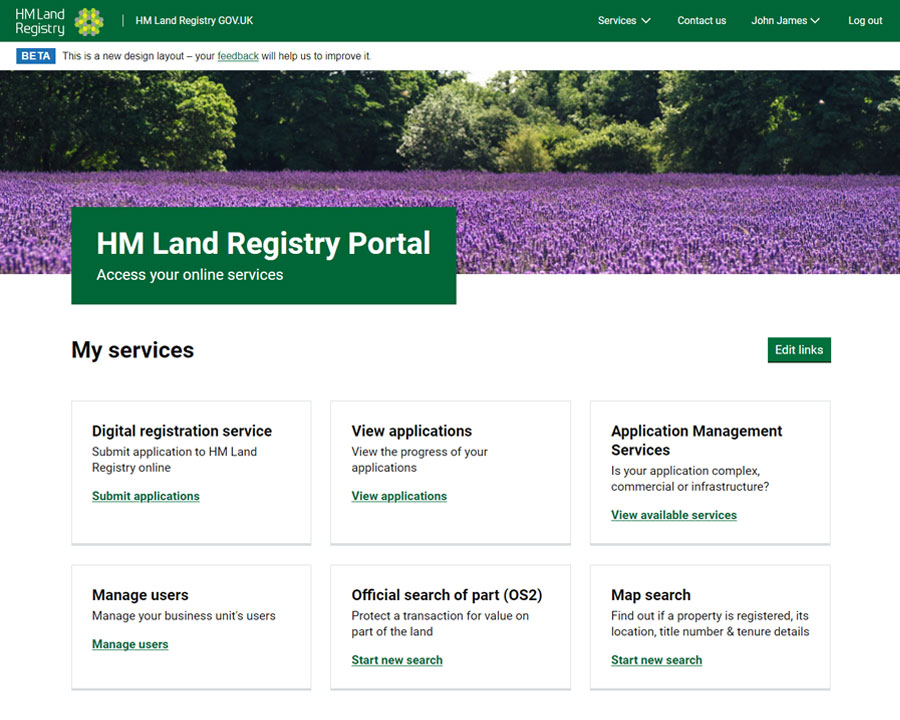 HM Land
Registry
HM Land Registry GOV.UK
Services
Contact us
John James
Log out
BETA
This is a new design layout – your feedback will help us to improve it.
HM Land Registry Portal
Access your online services
My services
Edit links
Digital registration service
Submit application to HM Land
Registry online
Submit applications
View applications
View the progress of your
applications
View applications
Application Management
Services
Is your application complex,
commercial or infrastructure?
View available services
Manage users
Manage your business unit's users
Manage users
Official search of part (OS2)
Protect a transaction for value on
part of the land
Start new search
Map search
Find out if a property is registered, its
location, title number & tenure details
Start new search